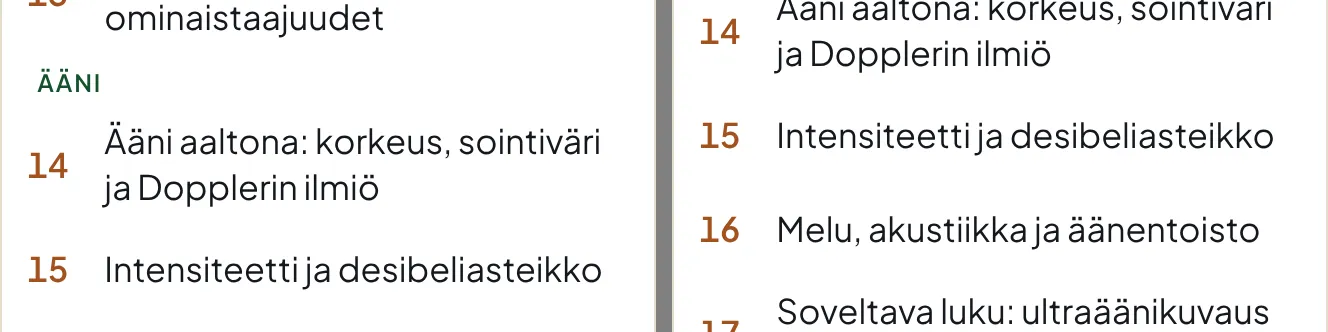 ominaistaajuudet
ÄÄNI
14 Ääni aaltona: korkeus, sointiväri
ja Dopplerin ilmiö
15 Intensiteetti ja desibeliasteikko
14 Ääni aaltona: korkeus, sointiväri
ja Dopplerin ilmiö
15 Intensiteetti ja desibeliasteikko
16 Melu, akustiikka ja äänentoisto
17 Soveltava luku: ultraäänikuvaus